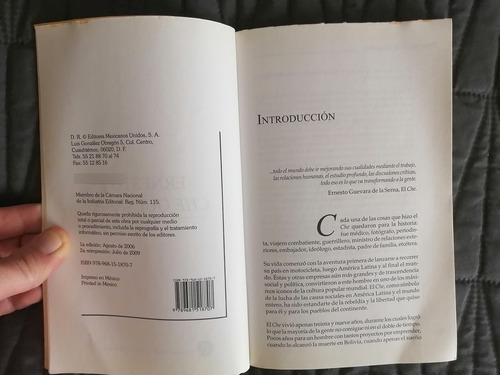 D. R. © Editores Mexicanos Unidos, S. A.
Luis González Obregón 5, Col. Centro,
Cuauhtémoc, 06020, D. F.
Tels. 55 21 88 70 al 74
Fax: 55 12 85 16
Miembro de la Cámara Nacional
de la Industria Editorial. Reg. Núm. 115.
Queda rigurosamente prohibida la reproducción
total o parcial de esta obra por cualquier medio
o procedimiento, incluida la reprografía y el tratamiento
informático, sin permiso escrito de los editores.
1a edición: Agosto de 2006
2a reimpresión: Julio de 2009
ISBN 978-968-15-1870-7
Impreso en México
Printed in Mexico
INTRODUCCIÓN
...todo el mundo debe ir mejorando sus cualidades mediante el trabajo,
las relaciones humanas, el estudio profundo, las discusiones críticas,
todo eso es lo que va transformando a la gente.
Ernesto Guevara de la Serna, El Che.
Cada una de las cosas que hizo el
Che quedaron para la historia:
fue médico, fotógrafo, periodis-
ta, viajero combatiente, guerrillero, ministro de relaciones
exteriores, embajador, ideólogo, estadista, padre de familia, etcétera.
Su vida comenzó con la aventura primera de lanzarse a recorrer
su país en motocicleta, luego América Latina y al final el
mundo. Estas y otras empresas aún más grandes y de trascendencia
social y política, convirtieron a este hombre en uno de los
máximos íconos de la cultura popular mundial. El Che, como símbolo
de la lucha de las causas sociales en América Latina y el mundo
entero, ha sido estandarte de la rebeldía y la libertad que
para él y para los pueblos del continente.
El Che vivió apenas treinta y nueve años, durante los cuales logró
lo que la mayoría de la gente no consigue ni en el doble de tiempo.
Pocos años para un hombre con tantos proyectos por emprender,
cuando lo alcanzó la muerte en Bolivia, cuando apenas el sueño